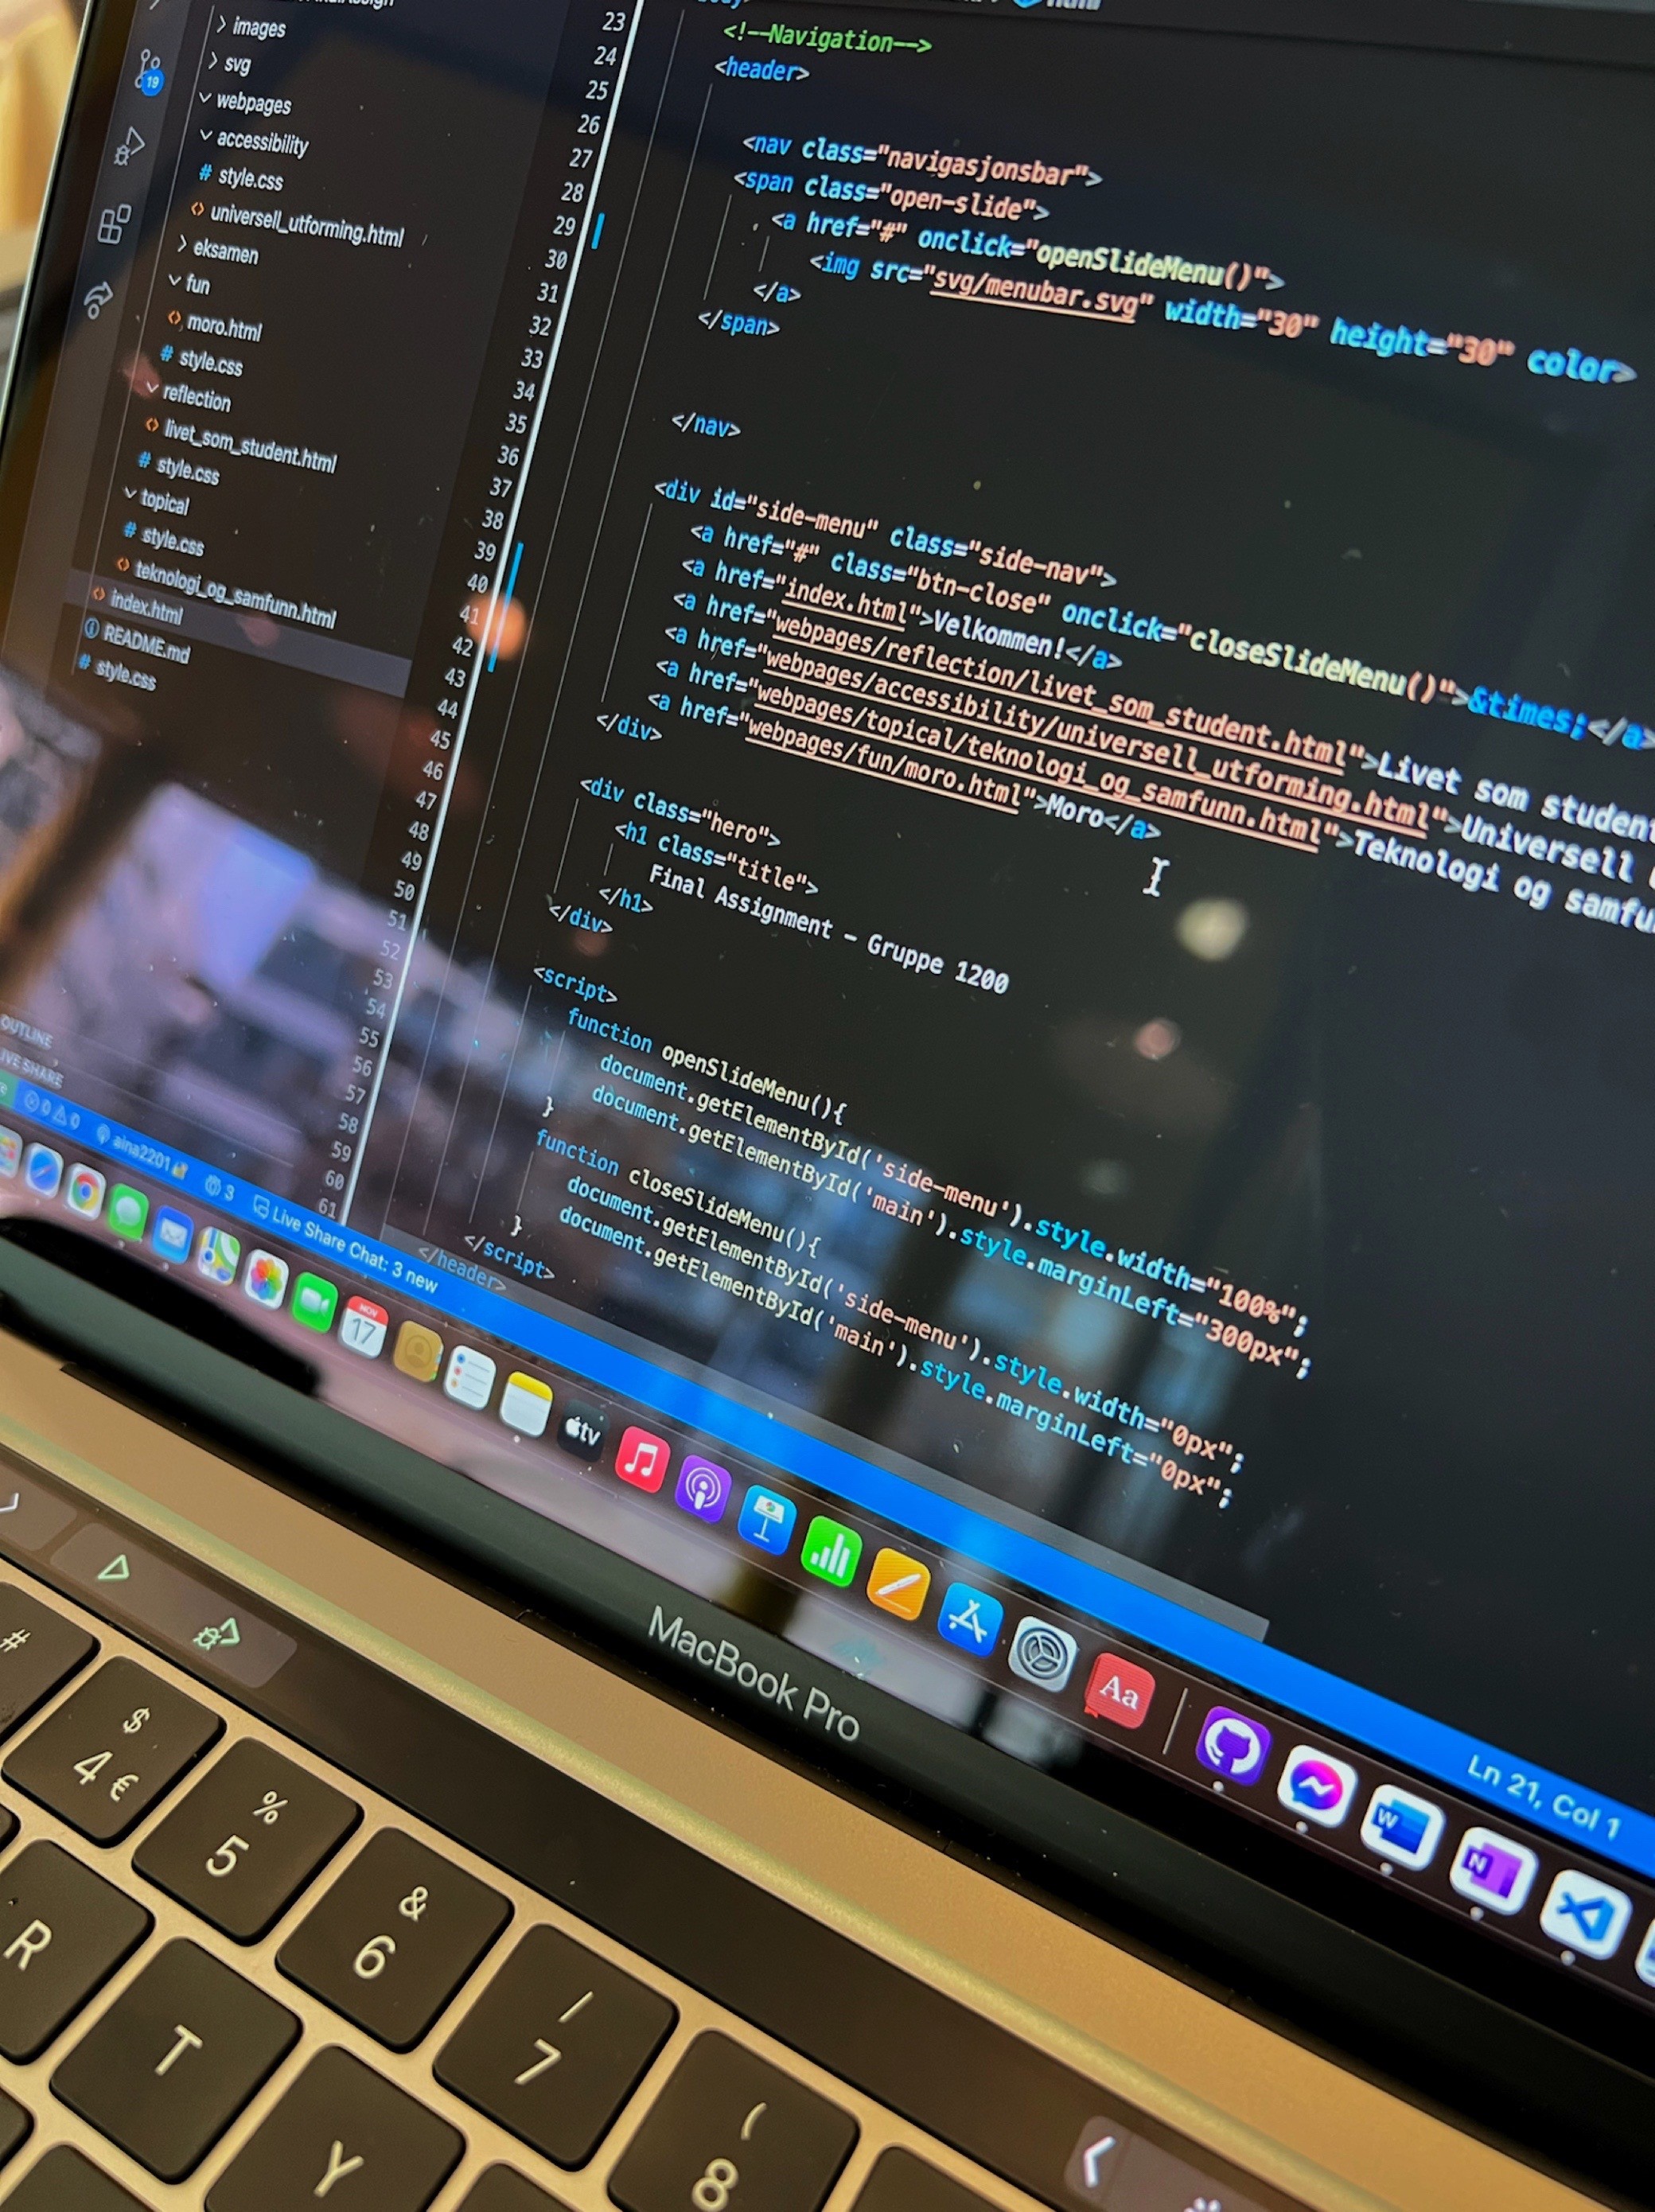 images
svg
webpages
accessibility
# style.css
<> universell_utforming.html
eksamen
fun
<> moro.html
# style.css
reflection
<> livet_som_student.html
# style.css
topical
# style.css
<> teknologi_og_samfunn.html
<> index.html
README.md
# style.css
OUTLINE
19
23
24
25
26
27
28
29
30
31
32
33
34
35
36
37
38
39
40
41
42
43
44
45
46
47
48
49
50
51
52
53
54
55
56
57
58
59
60
61
<!--Navigation-->
<header>
<nav class="navigasjonsbar">
<span class="open-slide">
<a href="#" onclick="openSlideMenu()">
<img src="svg/menubar.svg" width="30" height="30" color>
</a>
</span>
</nav>
<div id="side-menu" class="side-nav">
<a href="#" class="btn-close" onclick="closeSlideMenu()">&times;</a>
<a href="index.html">Velkommen!</a>
<a href="webpages/reflection/livet_som_student.html">Livet som student
<a href="webpages/accessibility/universell_utforming.html">Universell
<a href="webpages/topical/teknologi_og_samfunn.html">Teknologi og samfu
<a href="webpages/fun/moro.html">Moro</a>
</div>
<div class="hero">
<h1 class="title">
Final Assignment - Gruppe 1200
</h1>
</div>
<script>
function openSlideMenu(){
document.getElementById('side-menu').style.width="100%";
document.getElementById('main').style.marginLeft="300px";
}
function closeSlideMenu(){
document.getElementById('side-menu').style.width="0px";
document.getElementById('main').style.marginLeft="0px";
}
</script>
</header>
0 0 aina2201 3 Live Share Chat: 3 new
Ln 21, Col 1
NOV
17
tv
Aa
W
N
MacBook Pro
#
$
4 €
%
5
&
6
/
7
(
8
R
T
Y